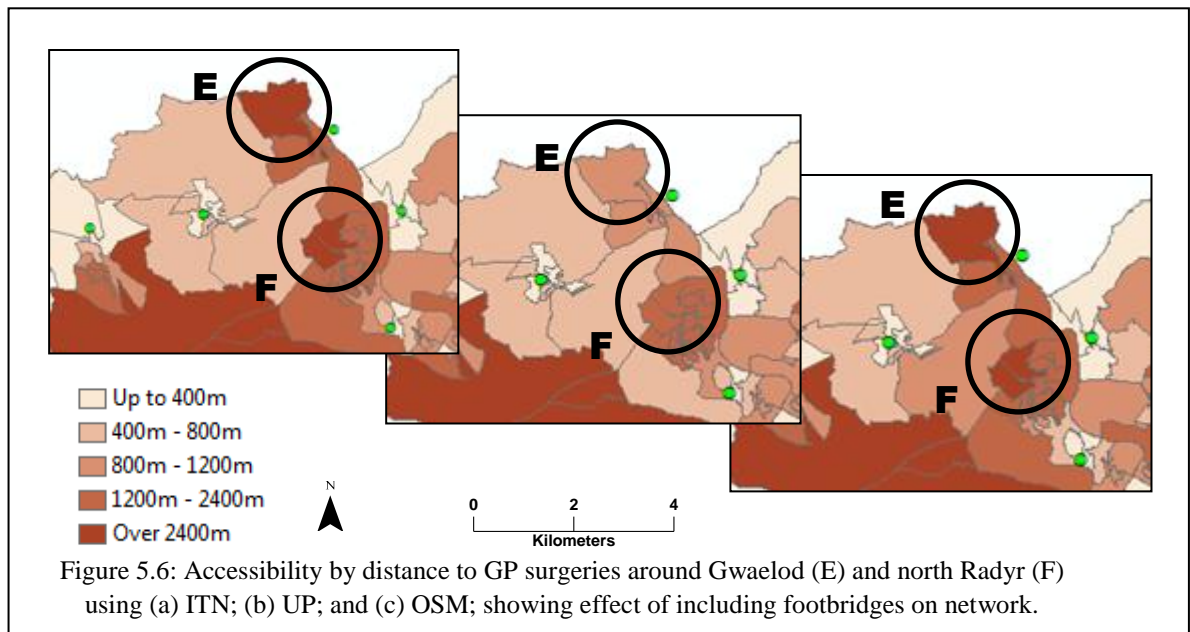 E
F
E
F
E
F
Up to 400m
400m - 800m
800m - 1200m
1200m - 2400m
Over 2400m
N
0 2 4
Kilometers
Figure 5.6: Accessibility by distance to GP surgeries around Gwaelod (E) and north Radyr (F)
using (a) ITN; (b) UP; and (c) OSM; showing effect of including footbridges on network.